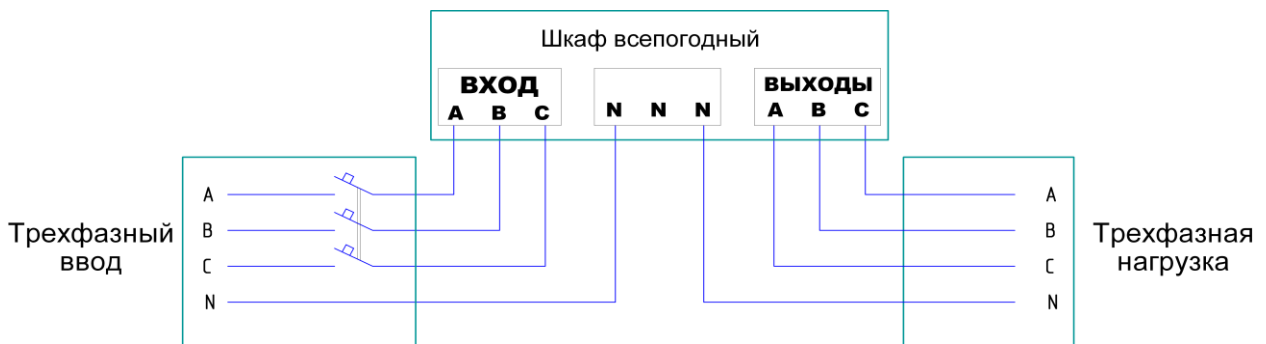 Шкаф всепогодный
ВХОД
A B C
N N N
ВЫХОДЫ
A B C
Трехфазный
ввод
A
B
C
N
A
B
C
N
Трехфазная
нагрузка